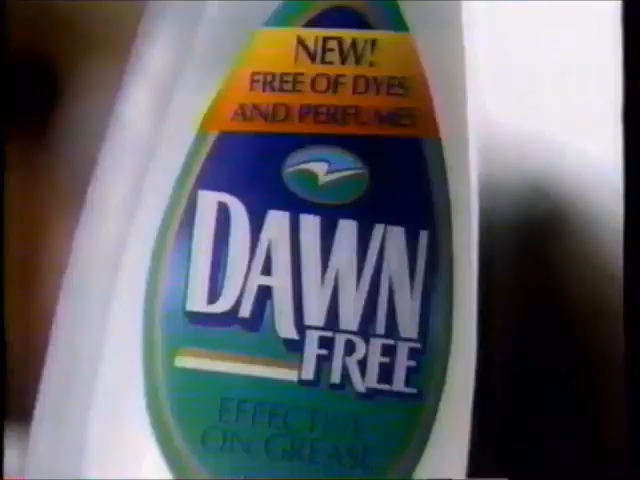 NEW!
FREE OF DYES
AND PERFUMES
DAWN
FREE
EFFECTIVE
ON GREASE